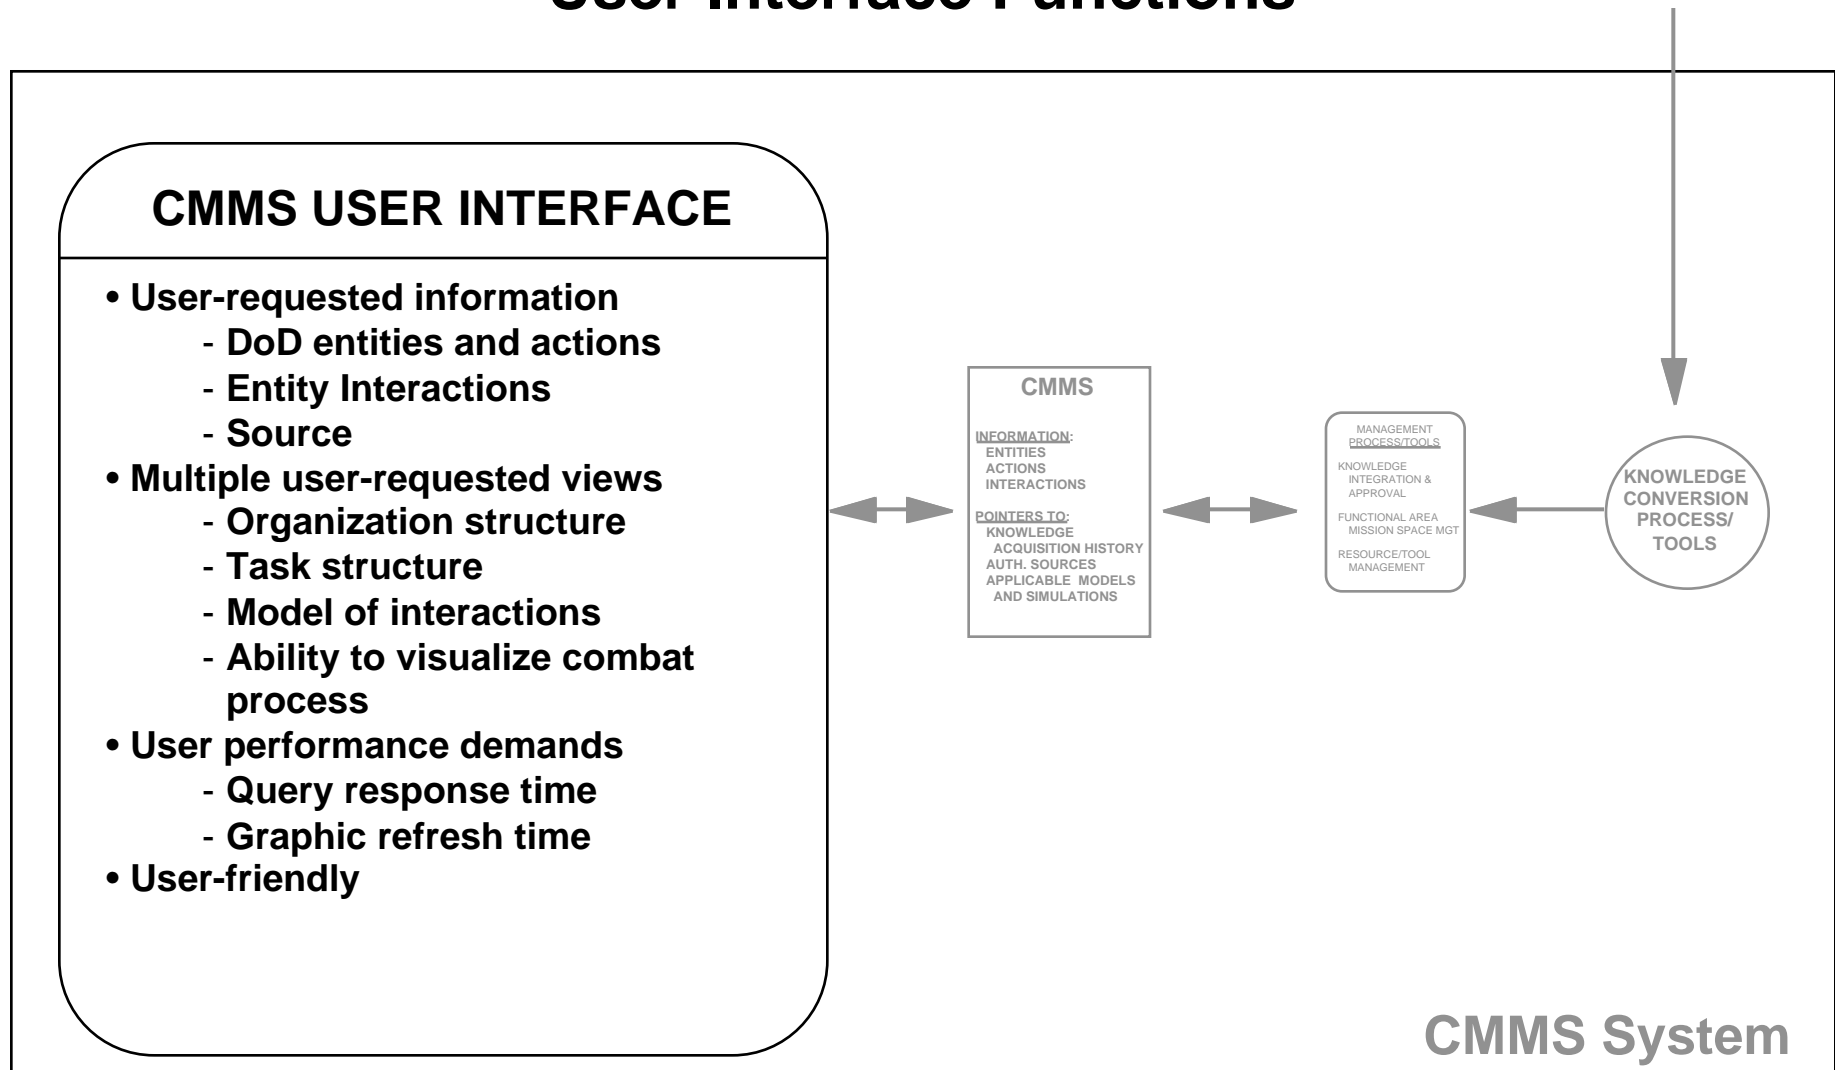 User Interface Functions
CMMS USER INTERFACE
• User-requested information
- DoD entities and actions
- Entity Interactions
- Source
• Multiple user-requested views
- Organization structure
- Task structure
- Model of interactions
- Ability to visualize combat
process
• User performance demands
- Query response time
- Graphic refresh time
• User-friendly
CMMS
INFORMATION:
ENTITIES
ACTIONS
INTERACTIONS
POINTERS TO:
KNOWLEDGE
ACQUISITION HISTORY
AUTH. SOURCES
APPLICABLE MODELS
AND SIMULATIONS
MANAGEMENT
PROCESS/TOOLS
KNOWLEDGE
INTEGRATION &
APPROVAL
FUNCTIONAL AREA
MISSION SPACE MGT
RESOURCE/TOOL
MANAGEMENT
KNOWLEDGE
CONVERSION
PROCESS/
TOOLS
CMMS System